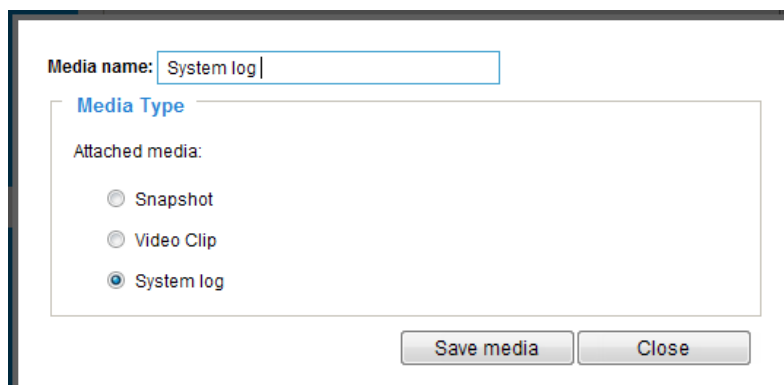 Media name: System log
Media Type
Attached media:
Snapshot
Video Clip
System log
Save media Close